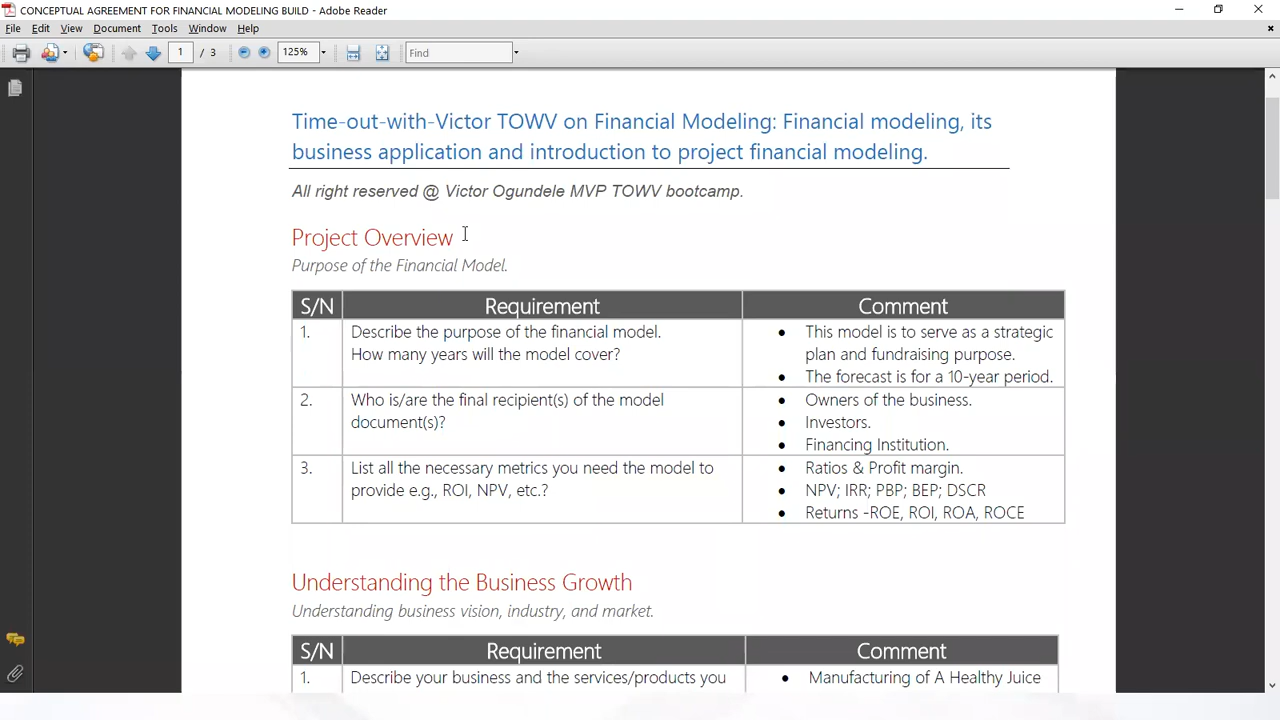 CONCEPTUAL AGREEMENT FOR FINANCIAL MODELING BUILD - Adobe Reader
File Edit View Document Tools Window Help
1 / 3 125% Find
Time-out-with-Victor TOWV on Financial Modeling: Financial modeling, its
business application and introduction to project financial modeling.
All right reserved @ Victor Ogundele MVP TOWV bootcamp.
Project Overview
Purpose of the Financial Model.
S/N Requirement Comment
1. Describe the purpose of the financial model. • This model is to serve as a strategic
How many years will the model cover? plan and fundraising purpose.
• The forecast is for a 10-year period.
2. Who is/are the final recipient(s) of the model • Owners of the business.
document(s)? • Investors.
• Financing Institution.
3. List all the necessary metrics you need the model to • Ratios & Profit margin.
provide e.g., ROI, NPV, etc.? • NPV; IRR; PBP; BEP; DSCR
• Returns -ROE, ROI, ROA, ROCE
Understanding the Business Growth
Understanding business vision, industry, and market.
S/N Requirement Comment
1. Describe your business and the services/products you • Manufacturing of A Healthy Juice